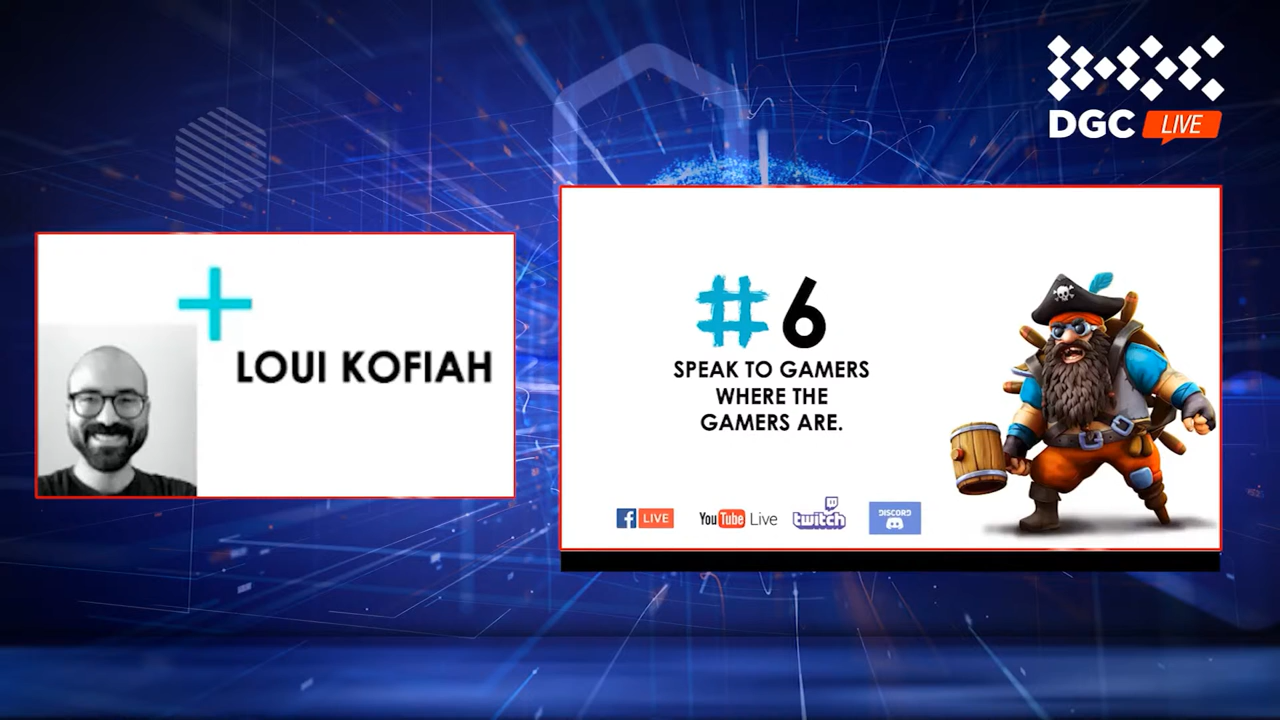 DGC LIVE
LOUI KOFIAH
#6
SPEAK TO GAMERS
WHERE THE
GAMERS ARE.
f LIVE
YouTube Live
twitch
DISCORD